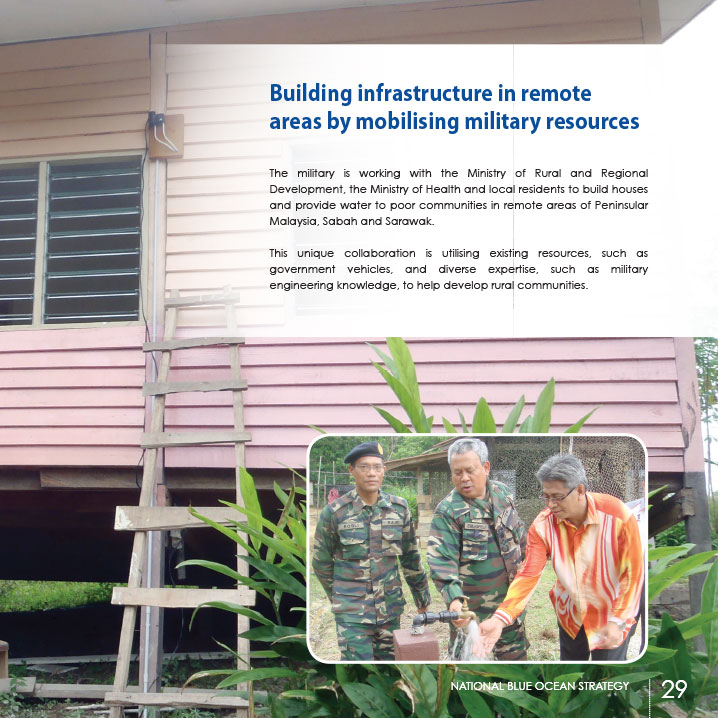 Building infrastructure in remote
areas by mobilising military resources
The military is working with the Ministry of Rural and Regional
Development, the Ministry of Health and local residents to build houses
and provide water to poor communities in remote areas of Peninsular
Malaysia, Sabah and Sarawak.
This unique collaboration is utilising existing resources, such as
government vehicles, and diverse expertise, such as military
engineering knowledge, to help develop rural communities.
NATIONAL BLUE OCEAN STRATEGY
29